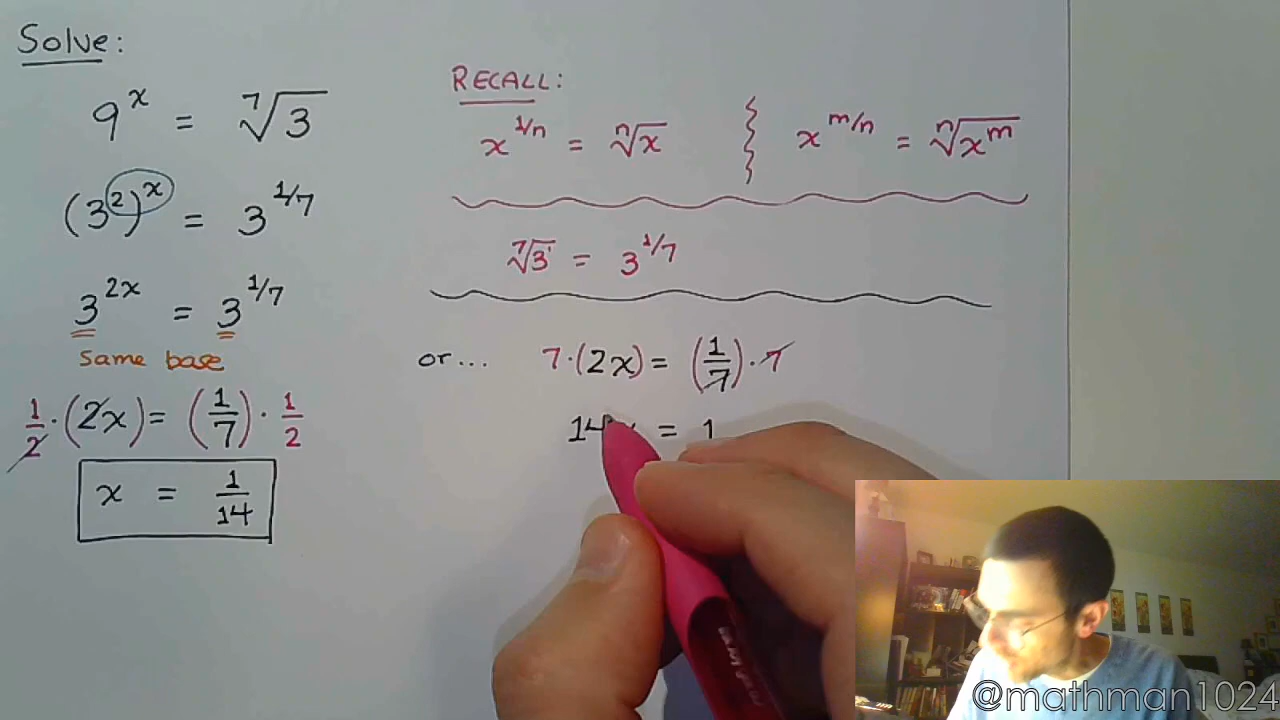 Solve:
9^x = ⁷√3
(3^2)^x = 3^1/7
3^2x = 3^1/7
Same base
1/2 · (2x) = (1/7) · 1/2
x = 1/14
RECALL:
x^1/n = ⁿ√x
x^m/n = ⁿ√x^m
⁷√3 = 3^1/7
or... 7·(2x) = (1/7)·7
14x = 1
@mathman1024